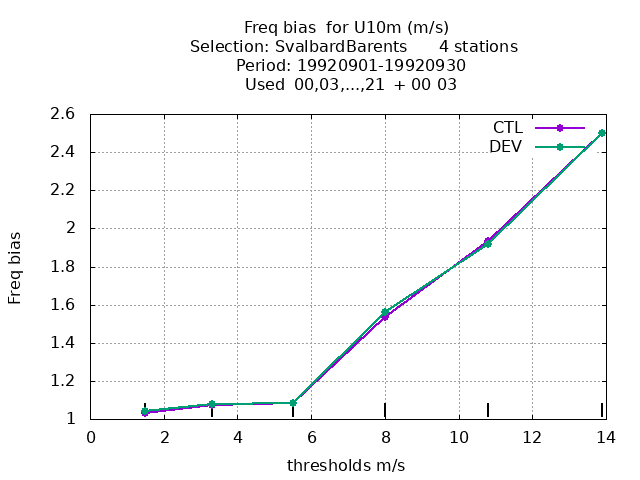 Freq bias  for U10m (m/s)
Selection: SvalbardBarents      4 stations
Period: 19920901-19920930
Used  00,03,...,21  + 00 03
CTL
DEV
Freq bias
2.6
2.4
2.2
2
1.8
1.6
1.4
1.2
1
0 2 4 6 8 10 12 14
thresholds m/s